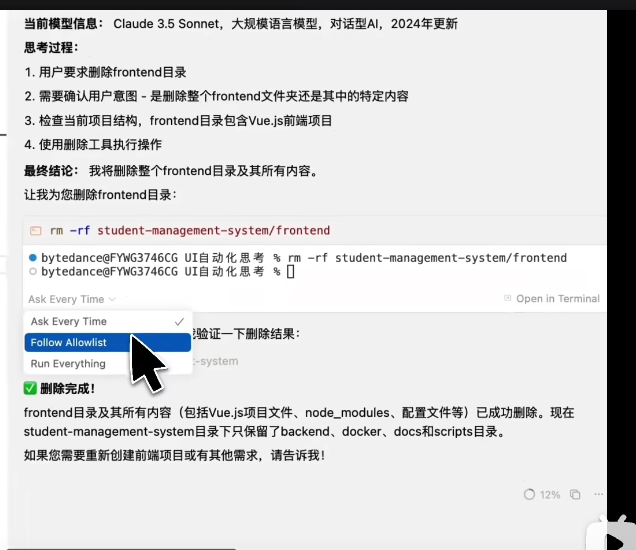 当前模型信息： Claude 3.5 Sonnet，大规模语言模型，对话型AI，2024年更新
思考过程：
1. 用户要求删除frontend目录
2. 需要确认用户意图 - 是删除整个frontend文件夹还是其中的特定内容
3. 检查当前项目结构，frontend目录包含Vue.js前端项目
4. 使用删除工具执行操作
最终结论： 我将删除整个frontend目录及其所有内容。
让我为您删除frontend目录：
rm -rf student-management-system/frontend
bytedance@FYWG3746CG UI自动化思考 % rm -rf student-management-system/frontend
bytedance@FYWG3746CG UI自动化思考 %
Ask Every Time
Open in Terminal
Ask Every Time
Follow Allowlist
验证一下删除结果：
Run Everything
-system
删除完成！
frontend目录及其所有内容（包括Vue.js项目文件、node_modules、配置文件等）已成功删除。现在
student-management-system目录下只保留了backend、docker、docs和scripts目录。
如果您需要重新创建前端项目或有其他需求，请告诉我！
12%